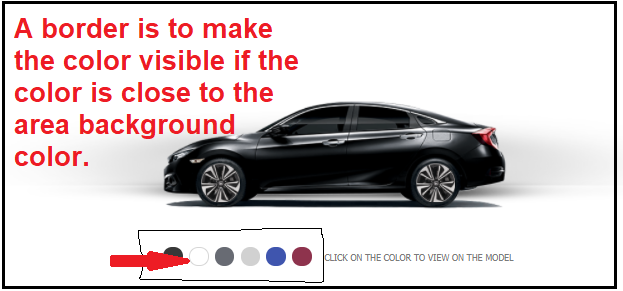 A border is to make
the color visible if the
color is close to the
area background
color.
CLICK ON THE COLOR TO VIEW ON THE MODEL